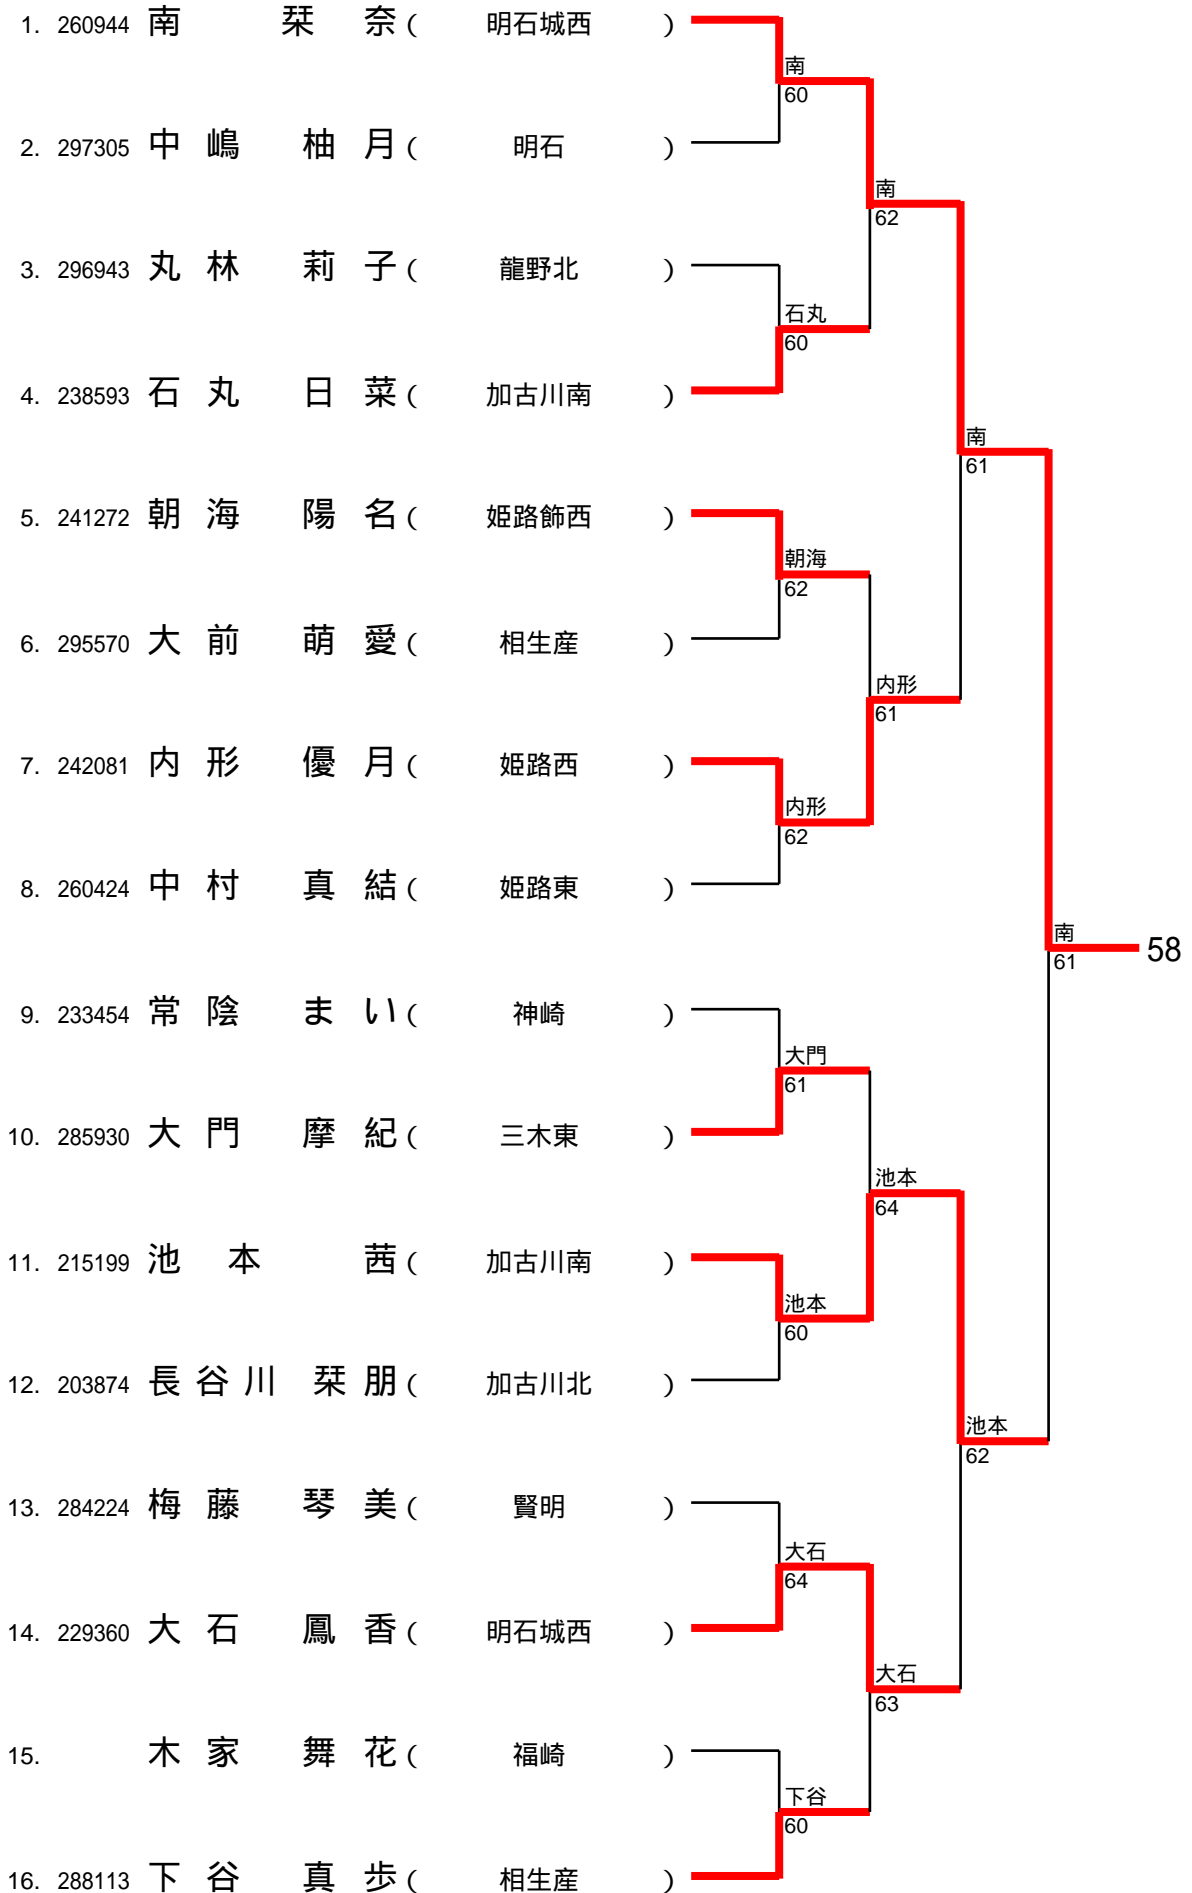 1. 260944 南 栞 奈 ( 明石城西 )
南
60
2. 297305 中 嶋 柚 月 ( 明石 )
南
62
3. 296943 丸 林 莉 子 ( 龍野北 )
石丸
60
4. 238593 石 丸 日 菜 ( 加古川南 )
南
61
5. 241272 朝 海 陽 名 ( 姫路飾西 )
朝海
62
6. 295570 大 前 萌 愛 ( 相生産 )
内形
61
7. 242081 内 形 優 月 ( 姫路西 )
内形
62
8. 260424 中 村 真 結 ( 姫路東 )
南
61
58
9. 233454 常 陰 ま い ( 神崎 )
大門
61
10. 285930 大 門 摩 紀 ( 三木東 )
池本
64
11. 215199 池 本 茜 ( 加古川南 )
池本
60
12. 203874 長 谷 川 栞 朋 ( 加古川北 )
池本
62
13. 284224 梅 藤 琴 美 ( 賢明 )
大石
64
14. 229360 大 石 鳳 香 ( 明石城西 )
大石
63
15. 木 家 舞 花 ( 福崎 )
下谷
60
16. 288113 下 谷 真 歩 ( 相生産 )